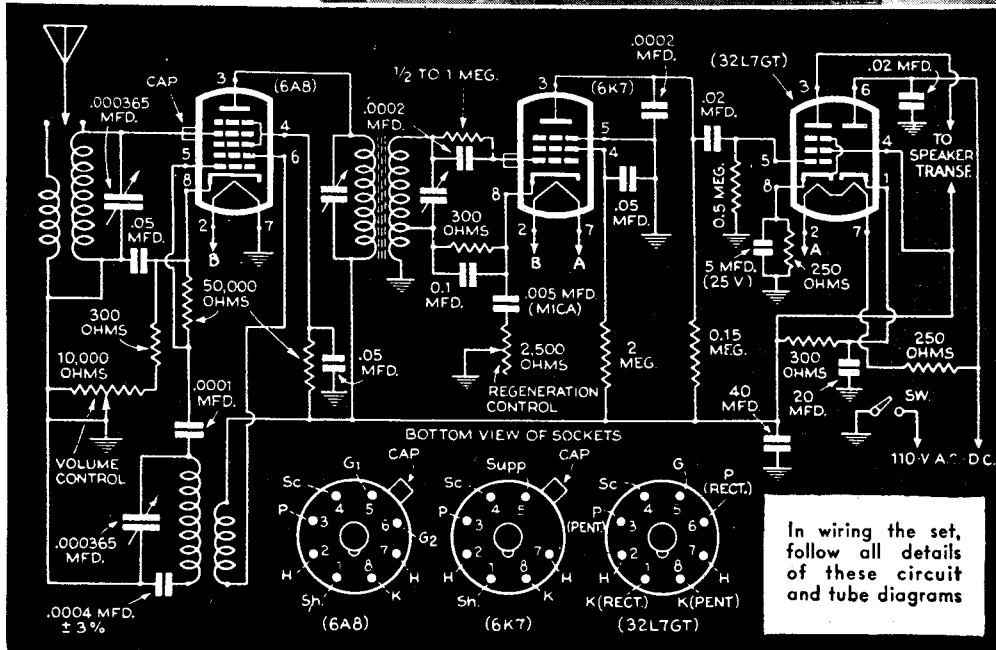 CAP
.000365
MFD.
3
(6A8)
4
6
5
8
.05
MFD.
2
B
7
300
OHMS
50,000
OHMS
10,000
OHMS
.0001
MFD.
.05
MFD.
VOLUME
CONTROL
.000365
MFD.
.0004 MFD.
± 3%
1/2 TO 1 MEG.
.0002
MFD.
3
(6K7)
5
4
8
2
7
B
A
.0002
MFD.
.05
MFD.
300
OHMS
0.1
MFD.
.005 MFD
(MICA)
2,500
OHMS
REGENERATION
CONTROL
2
MEG.
0.15
MEG.
.02
MFD.
0.5 MEG.
(32L7GT)
3
6
.02 MFD.
5
4
8
1
2
7
A
TO
SPEAKER
TRANSF.
5 MFD.
(25 V)
250
OHMS
300
OHMS
20
MFD.
250
OHMS
40
MFD.
SW.
110-V A.C.-D.C.
BOTTOM VIEW OF SOCKETS
Sc
G1
CAP
P
4
5
3
6
G2
2
7
H
H
1
8
Sh.
K
(6A8)
Sc
Supp
CAP
P
4
5
3
2
7
H
H
1
8
Sh.
K
(6K7)
Sc
G
P
(RECT.)
P
(PENT)
4
5
3
6
2
7
H
H
1
8
K(RECT.)
K(PENT)
(32L7GT)
In wiring the set,
follow all details
of these circuit
and tube diagrams